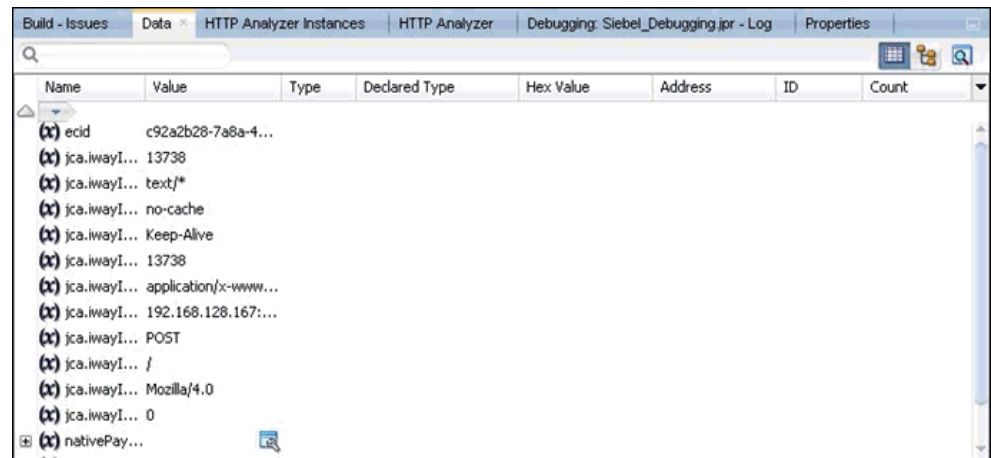 Build - Issues Data × HTTP Analyzer Instances HTTP Analyzer Debugging: Siebel_Debugging.jpr - Log Properties
Name Value Type Declared Type Hex Value Address ID Count
(x) ecid c92a2b28-7a8a-4...
(x) jca.iwayI... 13738
(x) jca.iwayI... text/*
(x) jca.iwayI... no-cache
(x) jca.iwayI... Keep-Alive
(x) jca.iwayI... 13738
(x) jca.iwayI... application/x-www...
(x) jca.iwayI... 192.168.128.167:...
(x) jca.iwayI... POST
(x) jca.iwayI... /
(x) jca.iwayI... Mozilla/4.0
(x) jca.iwayI... 0
(x) nativePay...